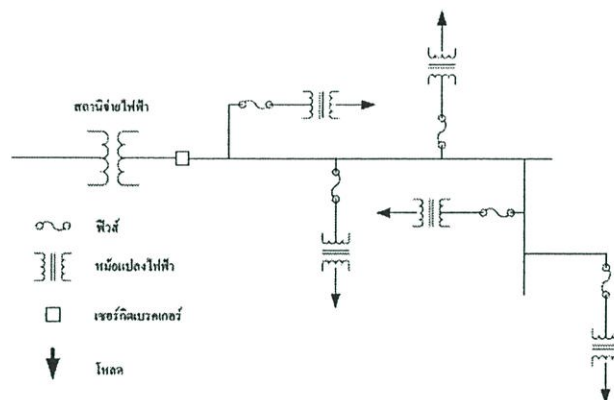 สถานีจ่ายไฟฟ้า
ฟิวส์
หม้อแปลงไฟฟ้า
เซอร์กิตเบรคเกอร์
โหลด